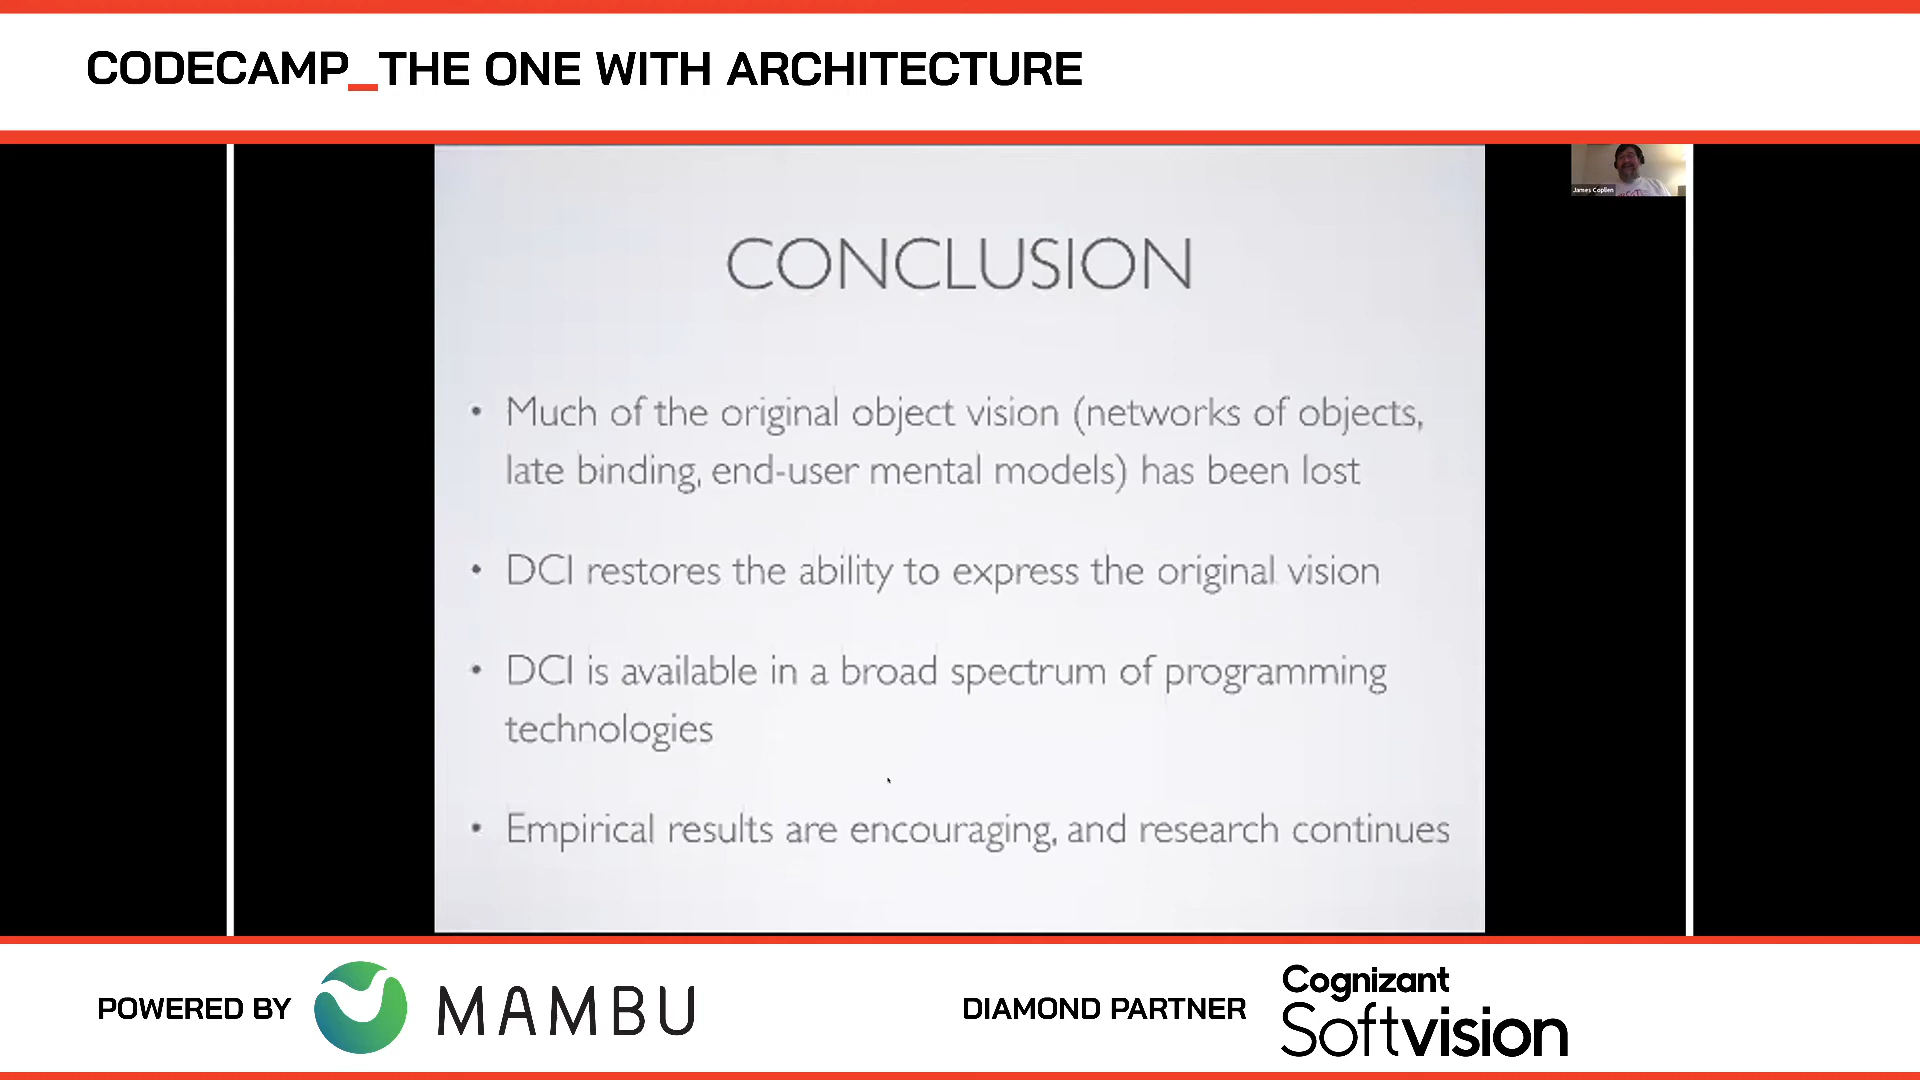 CODECAMP_THE ONE WITH ARCHITECTURE
James Coplien
CONCLUSION
• Much of the original object vision (networks of objects,
late binding, end-user mental models) has been lost
• DCI restores the ability to express the original vision
• DCI is available in a broad spectrum of programming
technologies
• Empirical results are encouraging, and research continues
POWERED BY MAMBU
DIAMOND PARTNER
Cognizant
Softvision